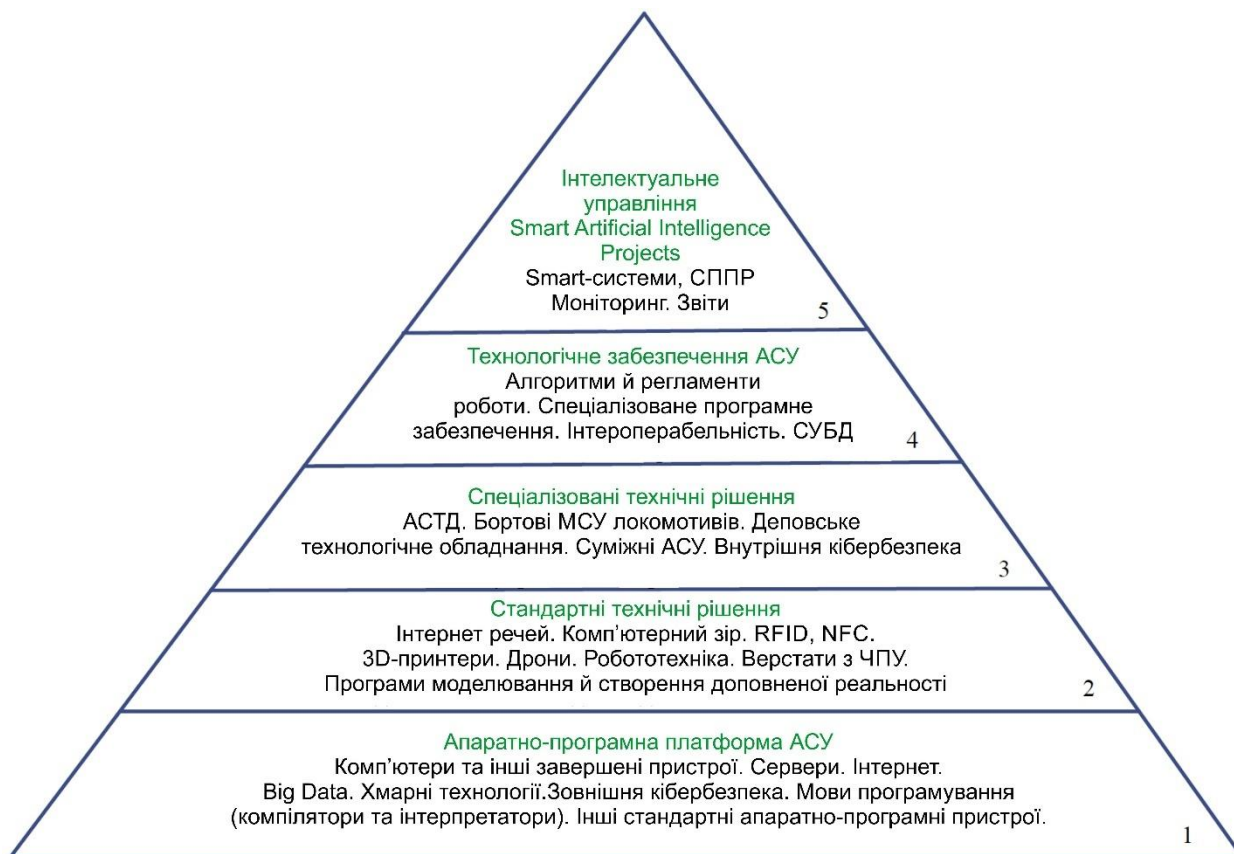 Інтелектуальне
управління
Smart Artificial Intelligence
Projects
Smart-системи, СППР
Моніторинг. Звіти
5
Технологічне забезпечення АСУ
Алгоритми й регламенти
роботи. Спеціалізоване програмне
забезпечення. Інтероперабельність. СУБД
4
Спеціалізовані технічні рішення
АСТД. Бортові МСУ локомотивів. Деповське
технологічне обладнання. Суміжні АСУ. Внутрішня кібербезпека
3
Стандартні технічні рішення
Інтернет речей. Комп’ютерний зір. RFID, NFC.
3D-принтери. Дрони. Робототехніка. Верстати з ЧПУ.
Програми моделювання й створення доповненої реальності
2
Апаратно-програмна платформа АСУ
Комп’ютери та інші завершені пристрої. Сервери. Інтернет.
Big Data. Хмарні технології.Зовнішня кібербезпека. Мови програмування
(компілятори та інтерпретатори). Інші стандартні апаратно-програмні пристрої.
1